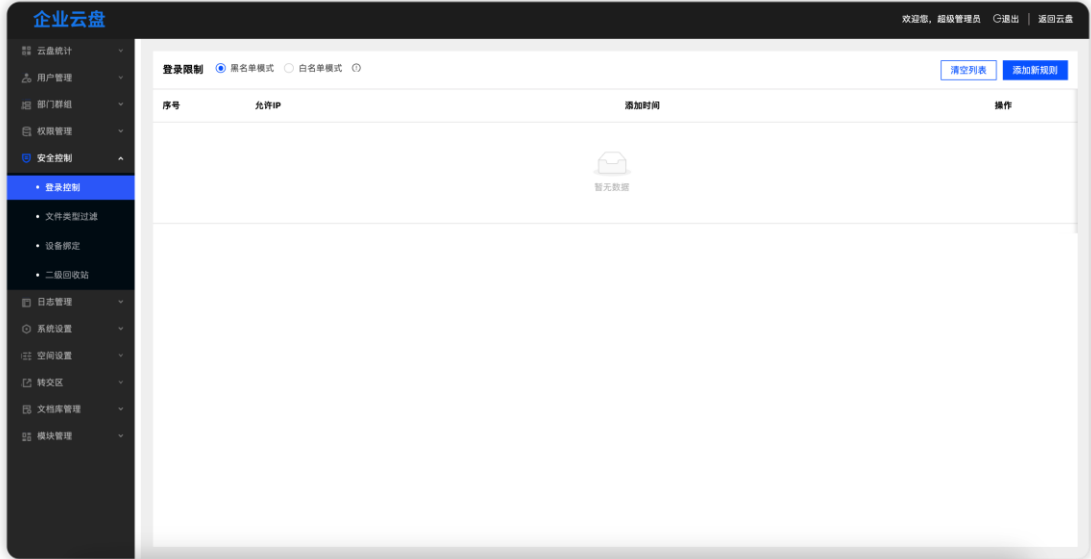 企业云盘
欢迎您，超级管理员 退出 | 返回云盘
云盘统计
用户管理
部门群组
权限管理
安全控制
登录控制
文件类型过滤
设备绑定
二级回收站
日志管理
系统设置
空间设置
转交区
文档库管理
模块管理
登录限制 黑名单模式 白名单模式
清空列表 添加新规则
序号 允许IP 添加时间 操作
暂无数据